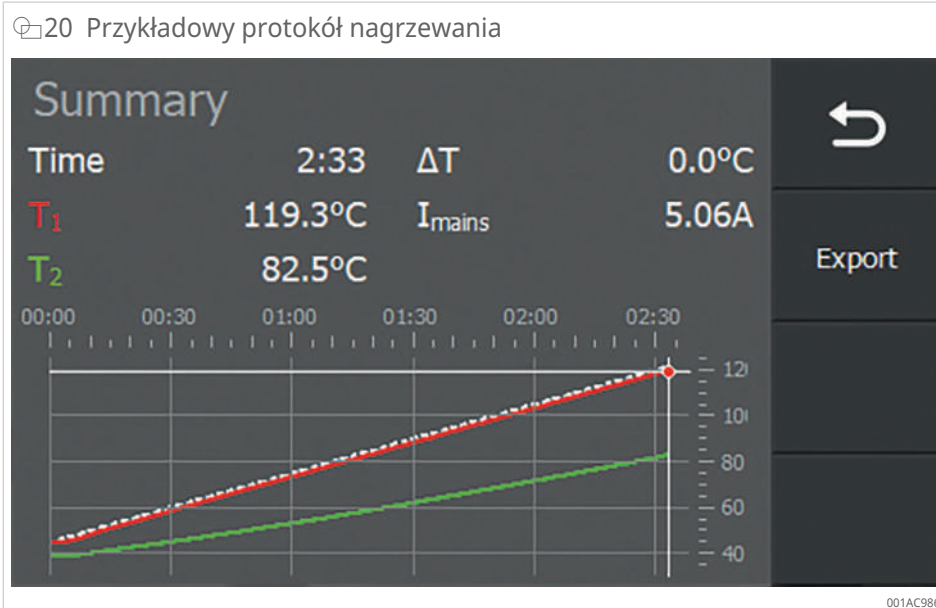 20 Przykładowy protokół nagrzewania
Summary
Time 2:33 ΔT 0.0°C
T1 119.3°C Imains 5.06A
T2 82.5°C
Export
00:00 00:30 01:00 01:30 02:00 02:30
80
60
40